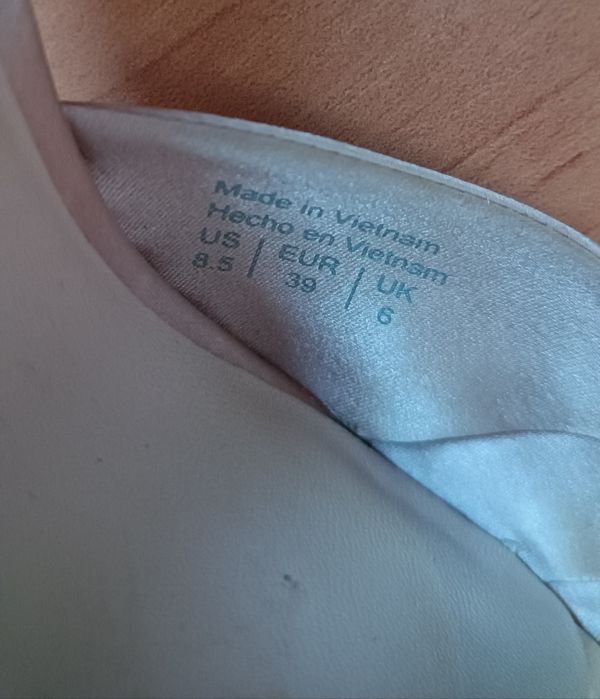 Made in Vietnam
Hecho en Vietnam
US | EUR | UK
8.5 | 39 | 6